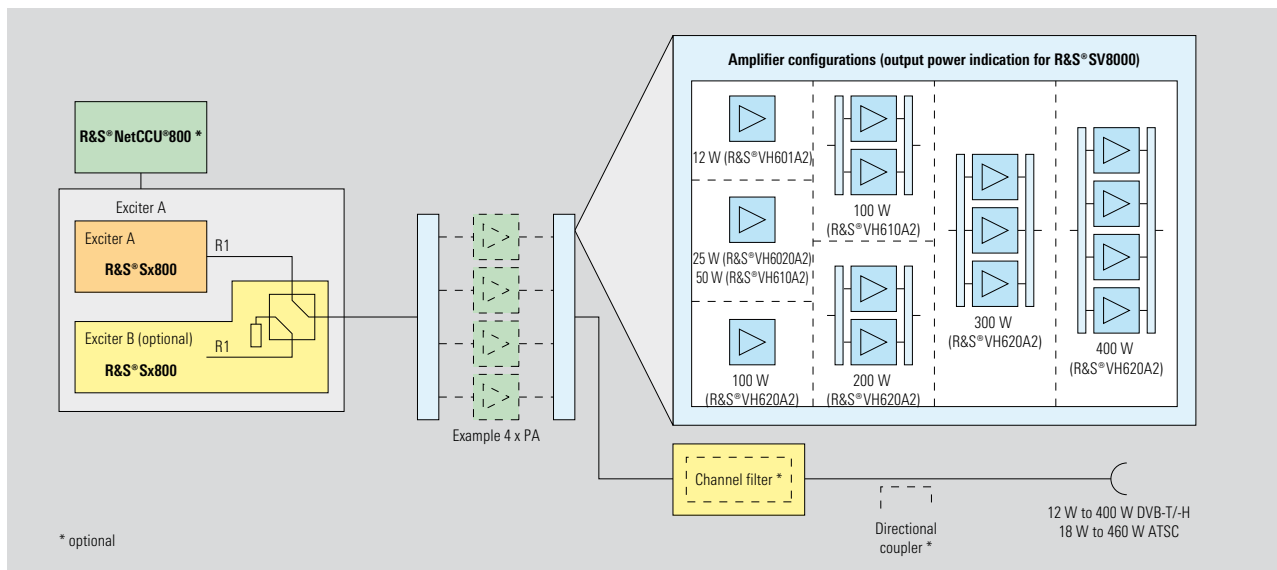 Amplifier configurations (output power indication for R&S®SV8000)
R&S®NetCCU®800 *
Exciter A
Exciter A
R&S®Sx800
R1
Exciter B (optional)
R&S®Sx800
R1
Example 4 x PA
12 W (R&S®VH601A2)
25 W (R&S®VH6020A2)
50 W (R&S®VH610A2)
100 W
(R&S®VH620A2)
100 W
(R&S®VH610A2)
200 W
(R&S®VH620A2)
300 W
(R&S®VH620A2)
400 W
(R&S®VH620A2)
Channel filter *
Directional
coupler *
12 W to 400 W DVB-T/-H
18 W to 460 W ATSC
* optional